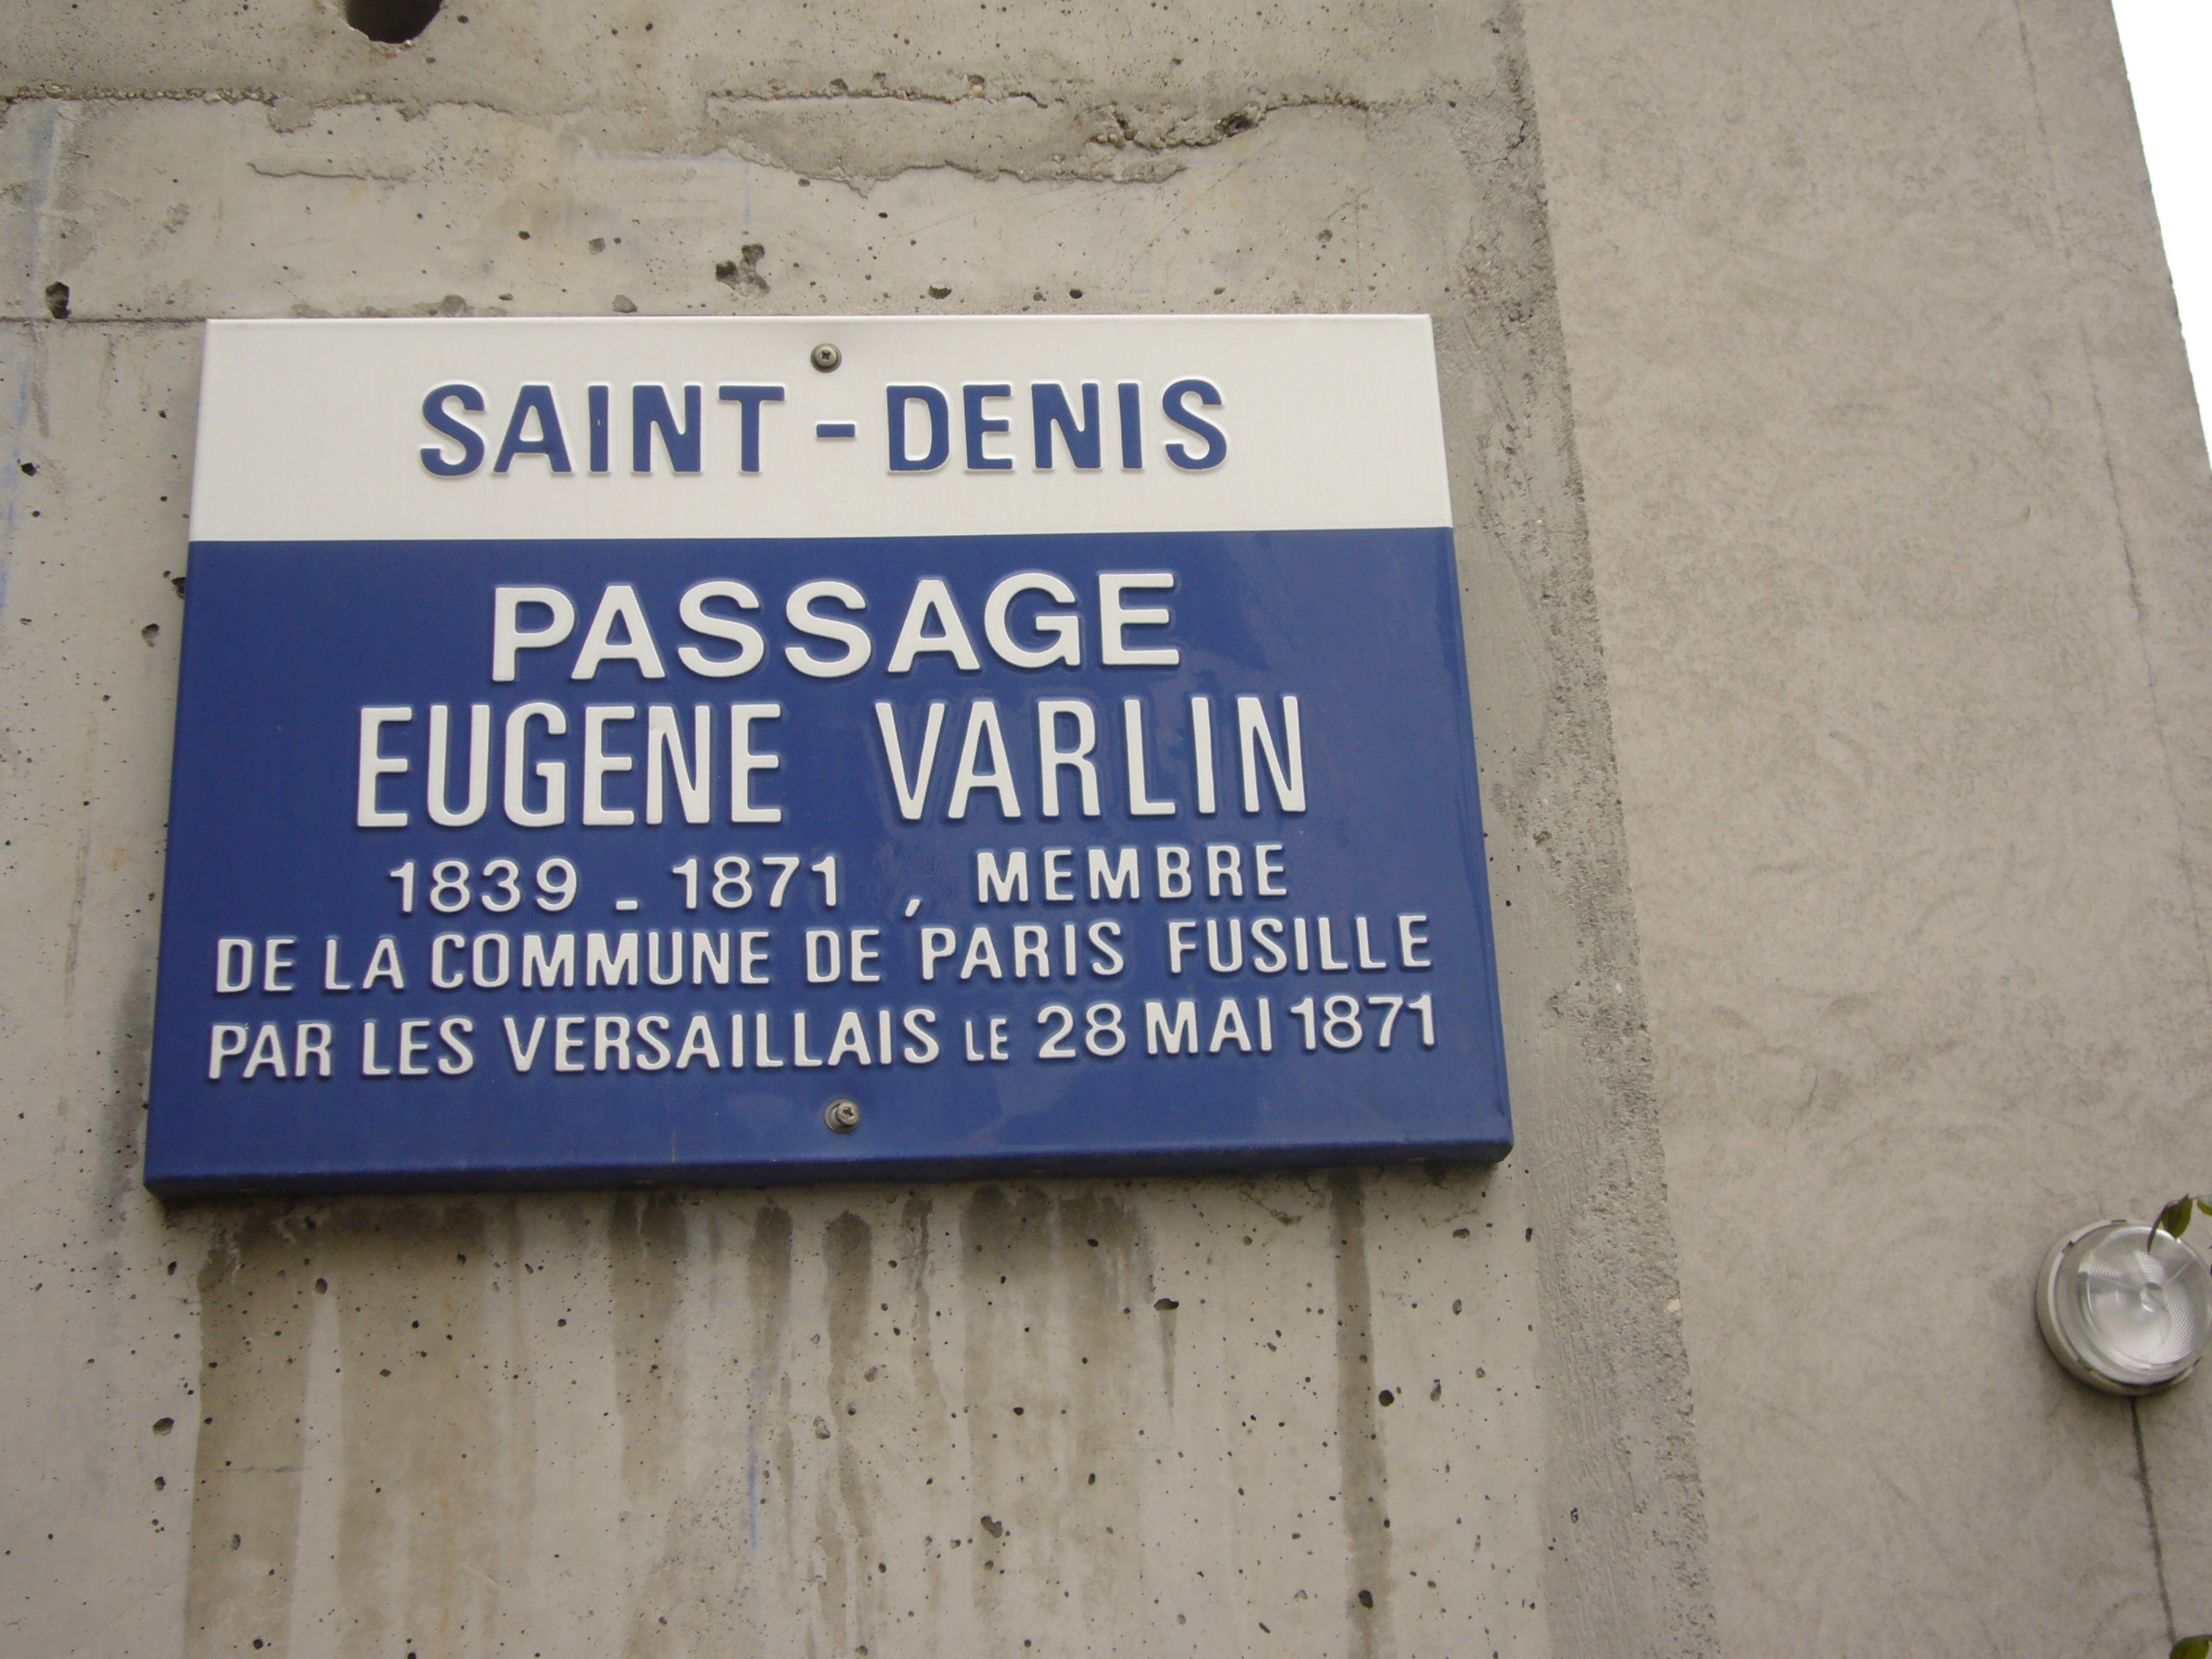 SAINT-DENIS
PASSAGE
EUGENE VARLIN
1839 - 1871 , MEMBRE
DE LA COMMUNE DE PARIS FUSILLE
PAR LES VERSAILLAIS LE 28 MAI 1871